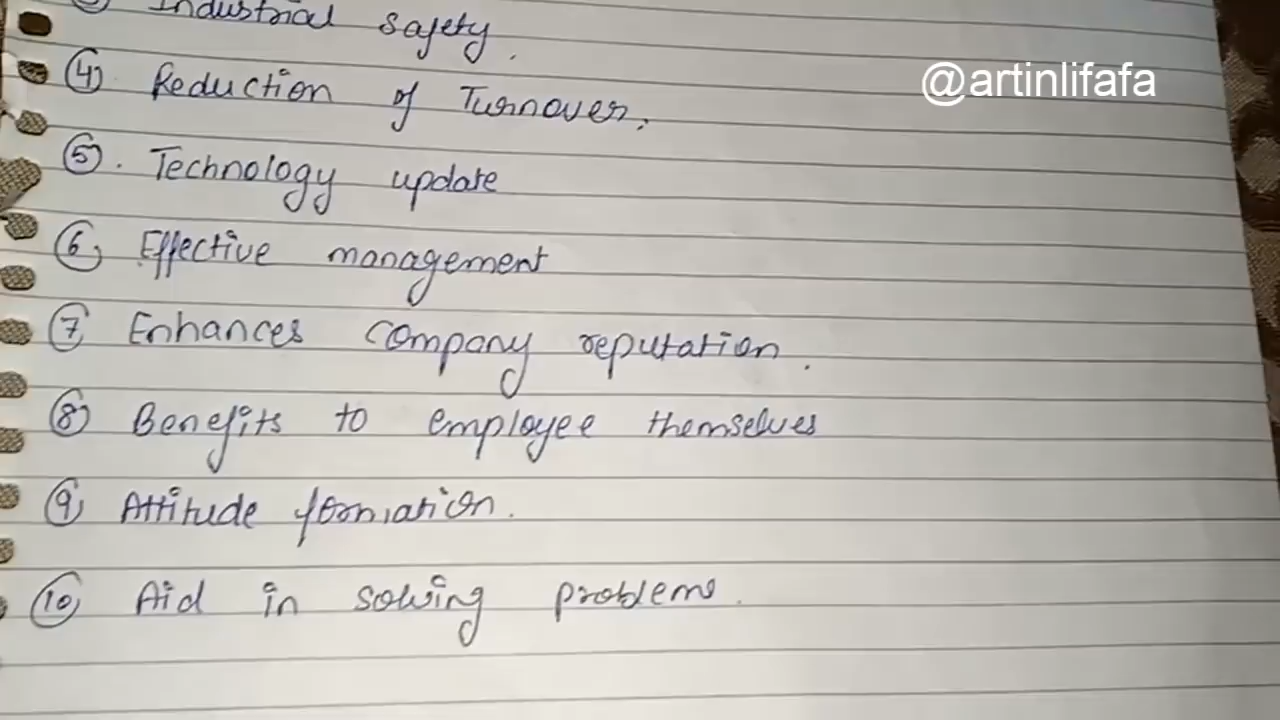 ③ Industrial safety.
@artinlifafa
④ Reduction of Turnover.
⑤. Technology update
⑥ Effective management
⑦ Enhances company reputation.
⑧ Benefits to employee themselves
⑨ Attitude formation.
⑩ Aid in solving problems.